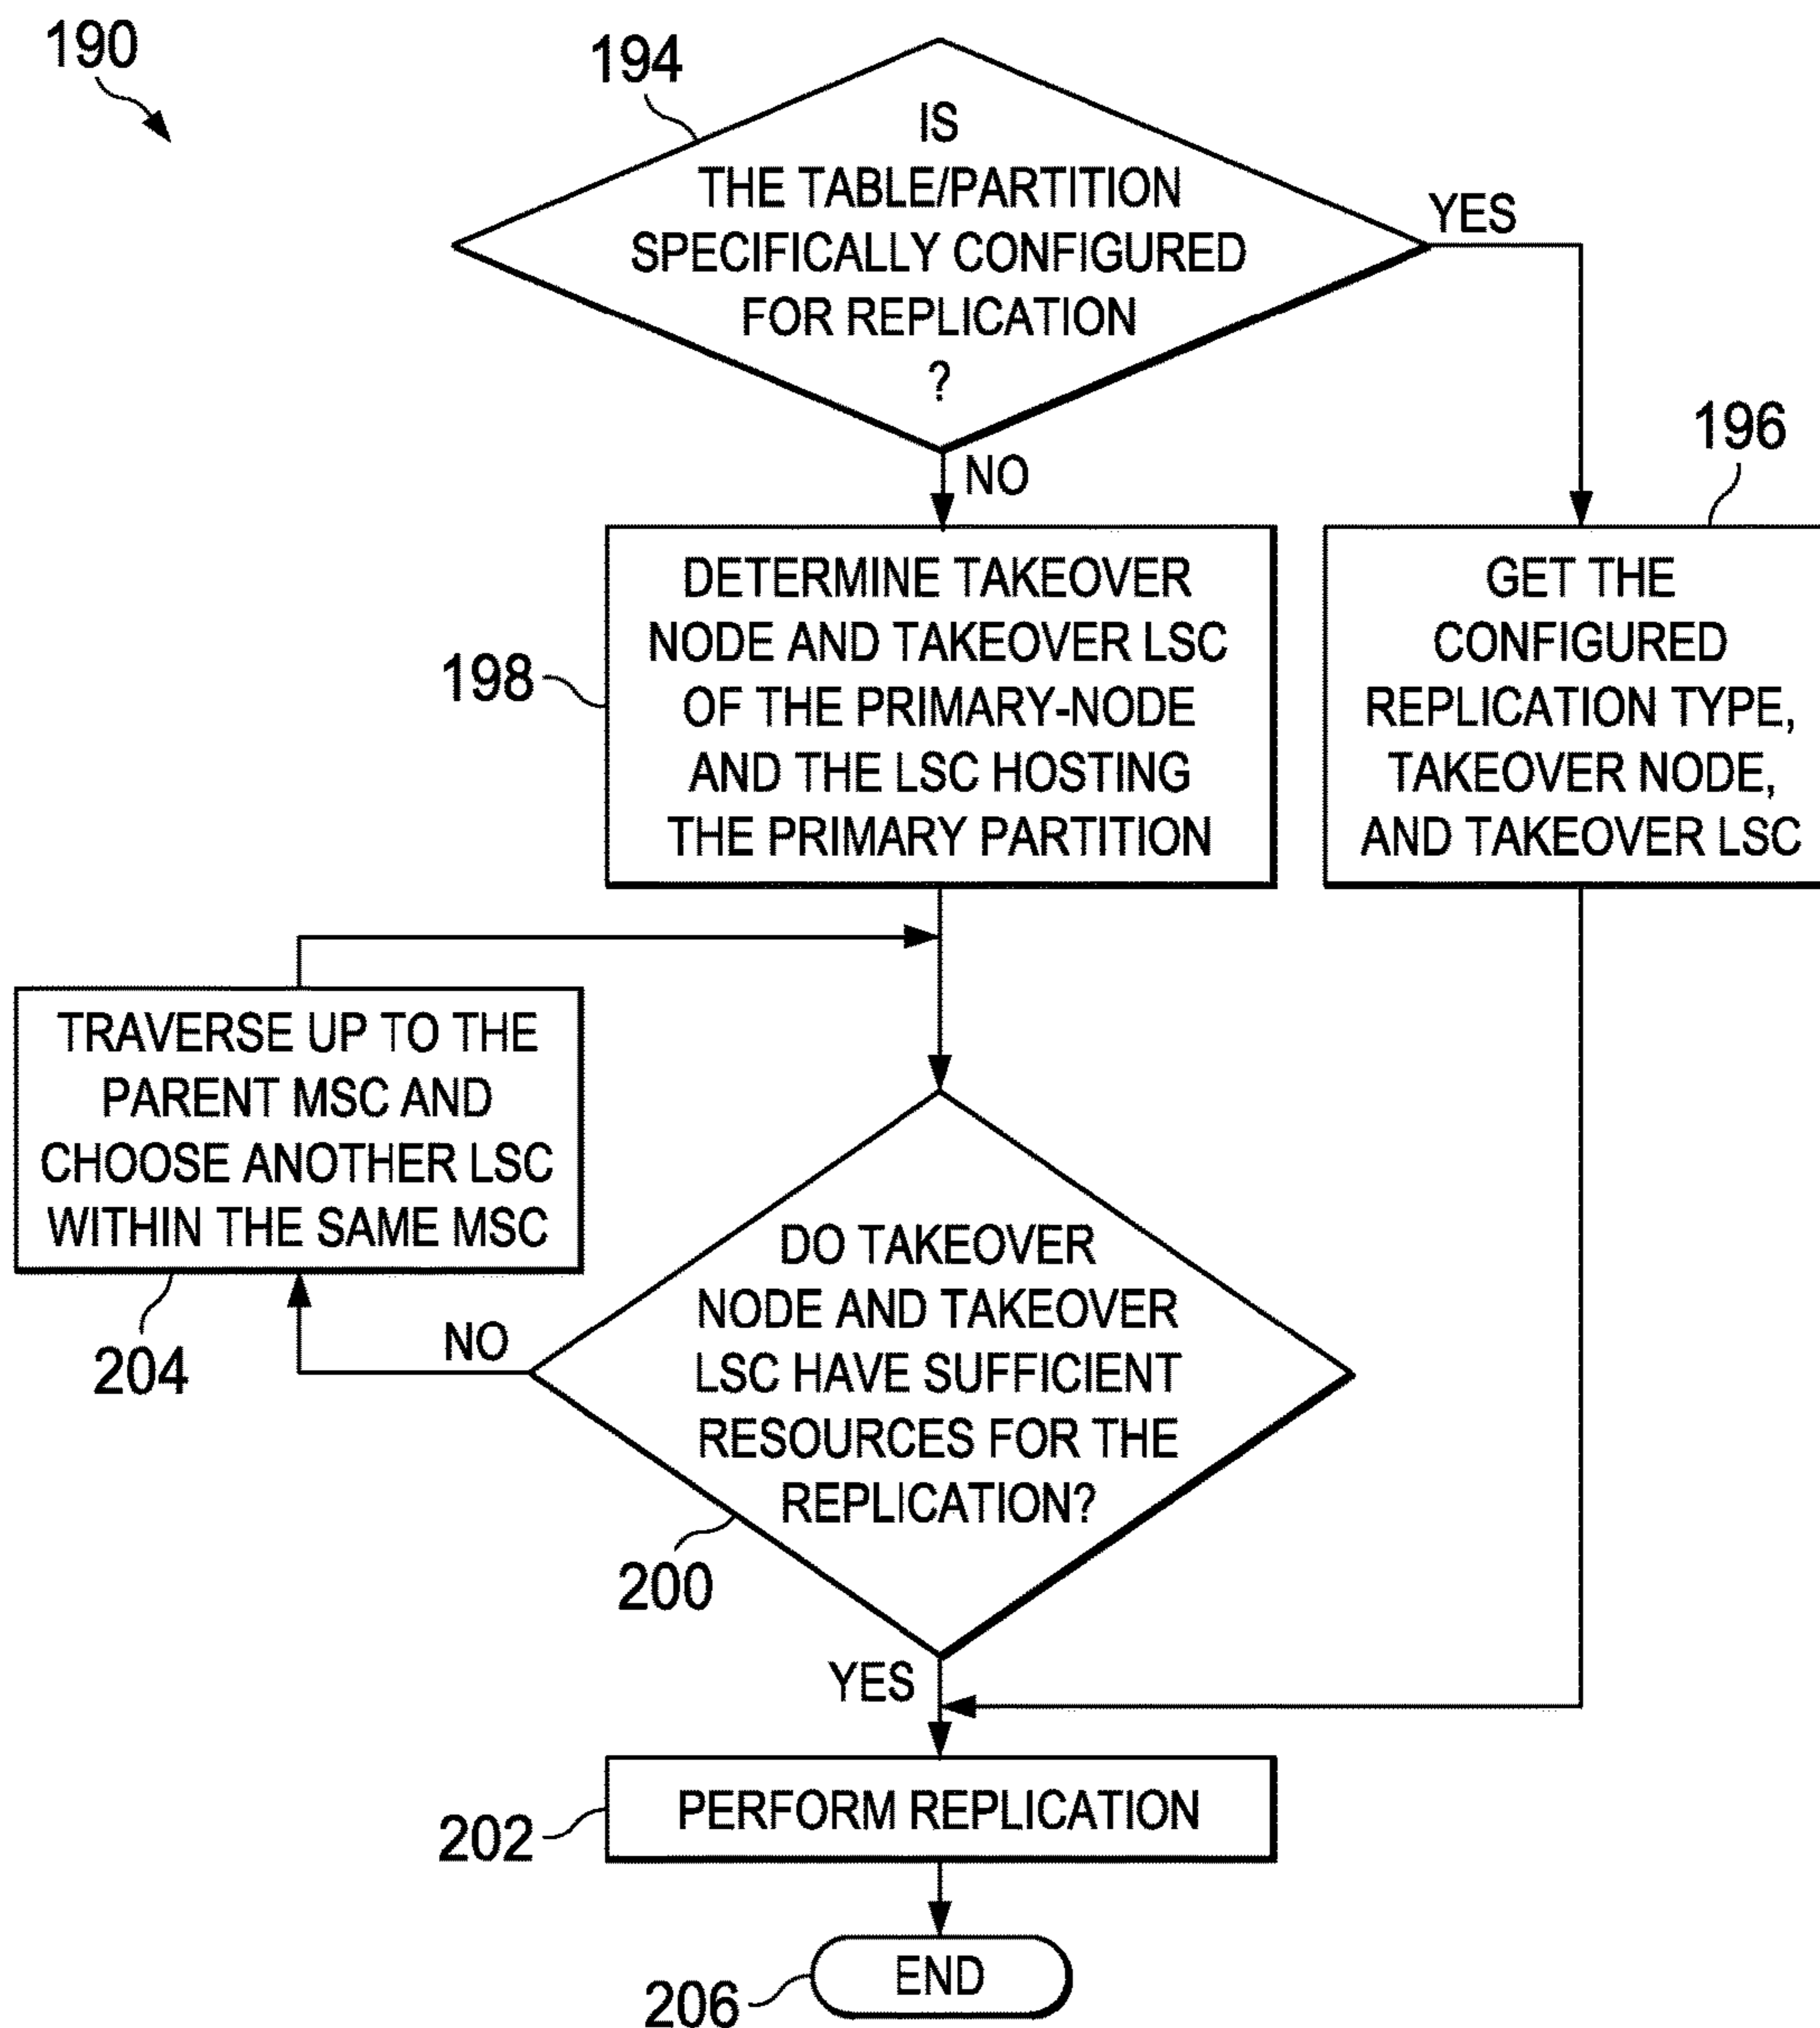 190
194
IS
THE TABLE/PARTITION
SPECIFICALLY CONFIGURED
FOR REPLICATION
?
YES
NO
196
198
DETERMINE TAKEOVER
NODE AND TAKEOVER LSC
OF THE PRIMARY-NODE
AND THE LSC HOSTING
THE PRIMARY PARTITION
GET THE
CONFIGURED
REPLICATION TYPE,
TAKEOVER NODE,
AND TAKEOVER LSC
TRAVERSE UP TO THE
PARENT MSC AND
CHOOSE ANOTHER LSC
WITHIN THE SAME MSC
204
NO
DO TAKEOVER
NODE AND TAKEOVER
LSC HAVE SUFFICIENT
RESOURCES FOR THE
REPLICATION?
200
YES
202
PERFORM REPLICATION
END
206